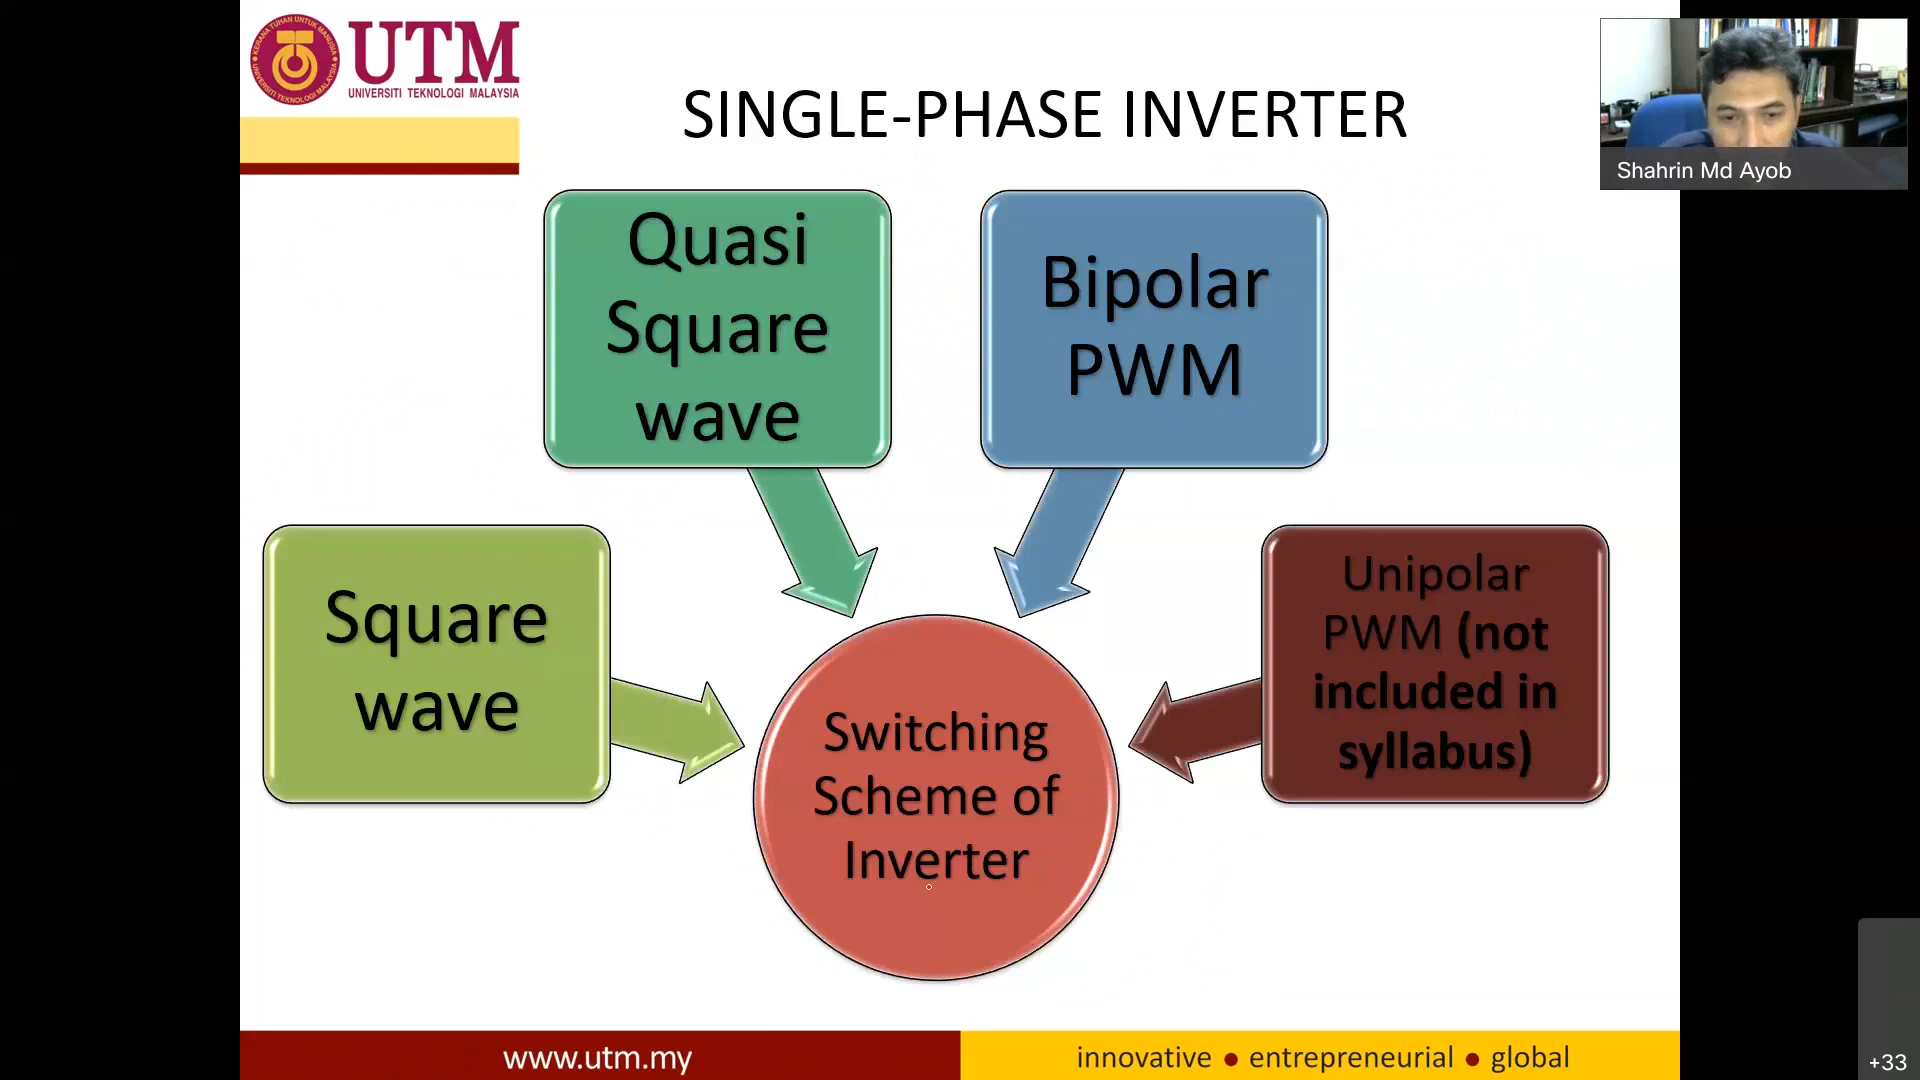 UTM
UNIVERSITI TEKNOLOGI MALAYSIA
SINGLE-PHASE INVERTER
Shahrin Md Ayob
Quasi
Square
wave
Bipolar
PWM
Square
wave
Unipolar
PWM (not
included in
syllabus)
Switching
Scheme of
Inverter
www.utm.my
innovative ● entrepreneurial ● global
+33